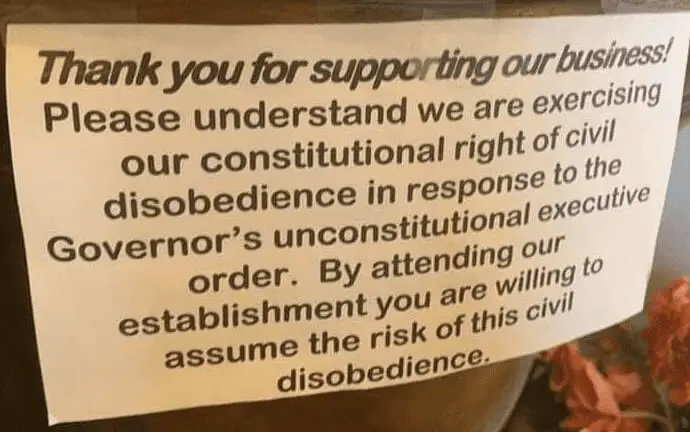 Thank you for supporting our business!
Please understand we are exercising
our constitutional right of civil
disobedience in response to the
Governor's unconstitutional executive
order. By attending our
establishment you are willing to
assume the risk of this civil
disobedience.